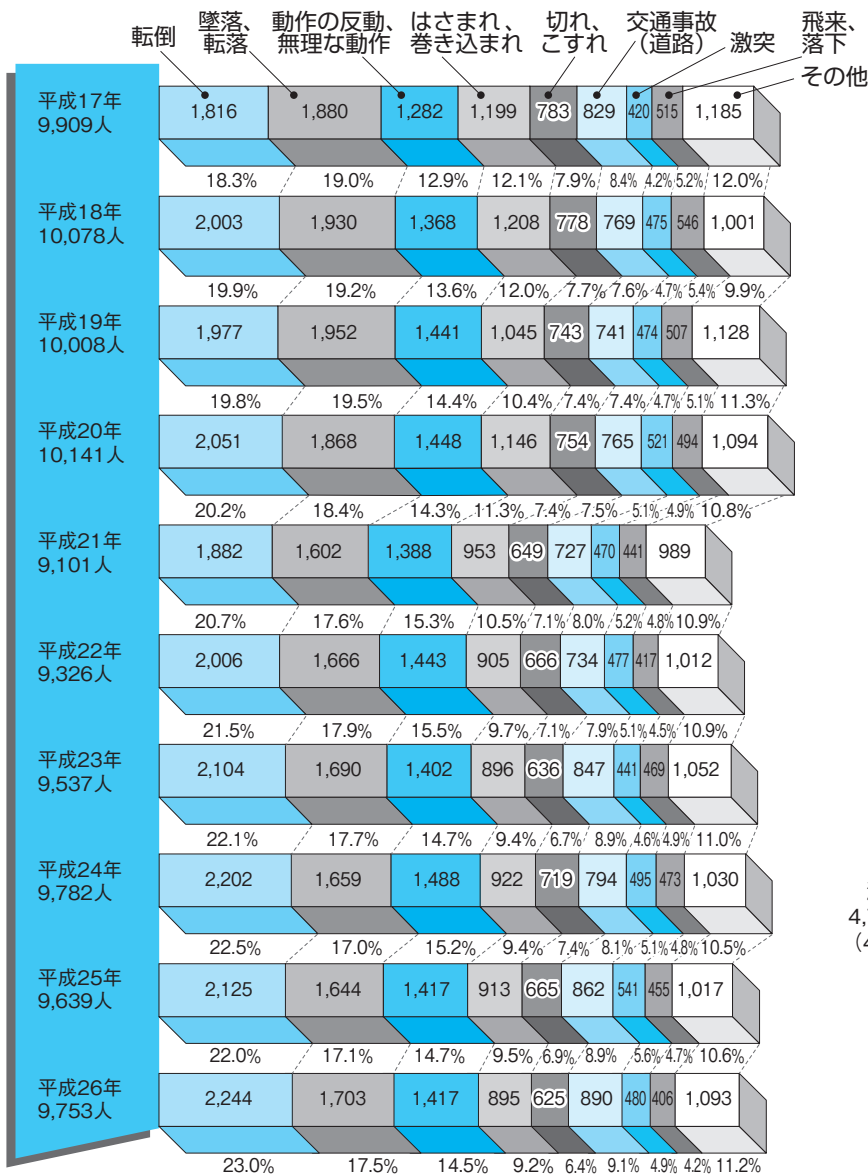 転倒
墜落、
転落
動作の反動、
無理な動作
はさまれ、
巻き込まれ
切れ、
こすれ
交通事故
(道路)
激突
飛来、
落下
その他
平成17年
9,909人
1,816 1,880 1,282 1,199 783 829 420 515 1,185
18.3% 19.0% 12.9% 12.1% 7.9% 8.4% 4.2% 5.2% 12.0%
平成18年
10,078人
2,003 1,930 1,368 1,208 778 769 475 546 1,001
19.9% 19.2% 13.6% 12.0% 7.7% 7.6% 4.7% 5.4% 9.9%
平成19年
10,008人
1,977 1,952 1,441 1,045 743 741 474 507 1,128
19.8% 19.5% 14.4% 10.4% 7.4% 7.4% 4.7% 5.1% 11.3%
平成20年
10,141人
2,051 1,868 1,448 1,146 754 765 521 494 1,094
20.2% 18.4% 14.3% 11.3% 7.4% 7.5% 5.1% 4.9% 10.8%
平成21年
9,101人
1,882 1,602 1,388 953 649 727 470 441 989
20.7% 17.6% 15.3% 10.5% 7.1% 8.0% 5.2% 4.8% 10.9%
平成22年
9,326人
2,006 1,666 1,443 905 666 734 477 417 1,012
21.5% 17.9% 15.5% 9.7% 7.1% 7.9% 5.1% 4.5% 10.9%
平成23年
9,537人
2,104 1,690 1,402 896 636 847 441 469 1,052
22.1% 17.7% 14.7% 9.4% 6.7% 8.9% 4.6% 4.9% 11.0%
平成24年
9,782人
2,202 1,659 1,488 922 719 794 495 473 1,030
22.5% 17.0% 15.2% 9.4% 7.4% 8.1% 5.1% 4.8% 10.5%
平成25年
9,639人
2,125 1,644 1,417 913 665 862 541 455 1,017
22.0% 17.1% 14.7% 9.5% 6.9% 8.9% 5.6% 4.7% 10.6%
平成26年
9,753人
2,244 1,703 1,417 895 625 890 480 406 1,093
23.0% 17.5% 14.5% 9.2% 6.4% 9.1% 4.9% 4.2% 11.2%